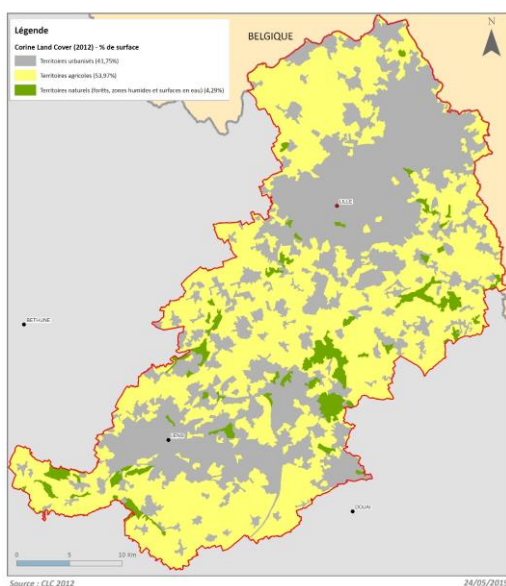 Légende
Corine Land Cover (2012) - % de surface
Territoires urbanisés (41,75%)
Territoires agricoles (53,97%)
Territoires naturels (forêts, zones humides et surfaces en eau) (4,29%)
BELGIQUE
N
LILLE
BETHUNE
LENS
DOUAI
0 5 10 km
Source : CLC 2012
24/05/2019